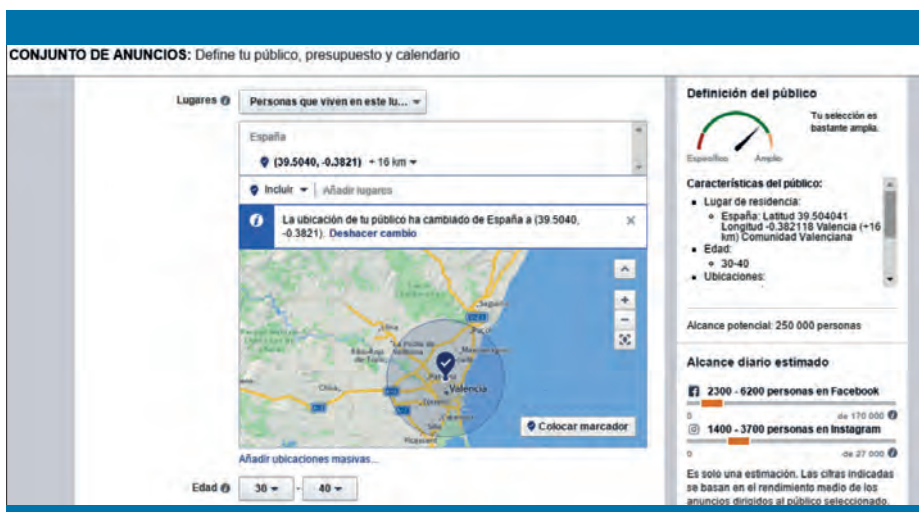 CONJUNTO DE ANUNCIOS: Define tu público, presupuesto y calendario
Lugares
Personas que viven en este lu...
España
(39.5040, -0.3821) + 16 km
Incluir
Añadir lugares
La ubicación de tu público ha cambiado de España a (39.5040,
-0.3821). Deshacer cambio
Valencia
Colocar marcador
Añadir ubicaciones masivas...
Edad
30 - 40
Definición del público
Tu selección es
bastante amplia.
Específico
Amplio
Características del público:
Lugar de residencia:
España: Latitud 39.504041
Longitud -0.382118 Valencia (+16
km) Comunidad Valenciana
Edad:
30-40
Ubicaciones:
Alcance potencial: 250 000 personas
Alcance diario estimado
2300 - 6200 personas en Facebook
0
de 170 000
1400 - 3700 personas en Instagram
0
de 27 000
Es solo una estimación. Las cifras indicadas
se basan en el rendimiento medio de los
anuncios dirigidos al público seleccionado.